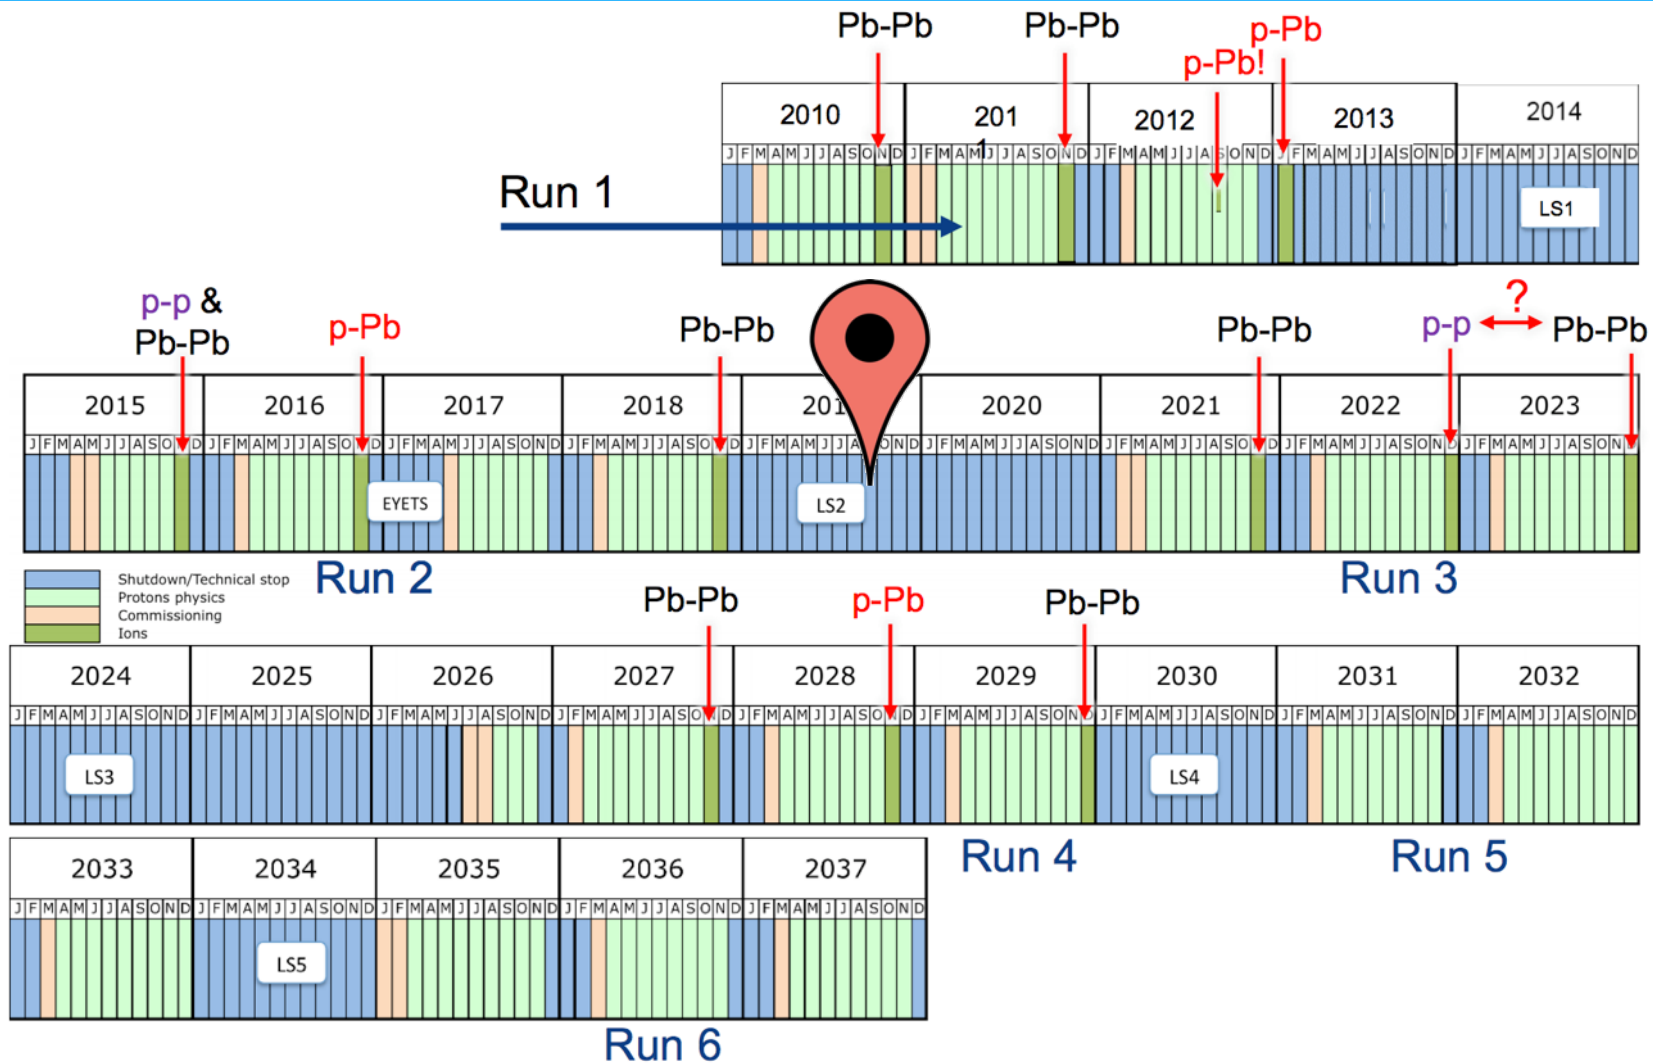 Pb-Pb Pb-Pb p-Pb
p-Pb!
2010 201 2012 2013 2014
1
J F M A M J J A S O N D J F M A M J J A S O N D J F M A M J J A S O N D J F M A M J J A S O N D J F M A M J J A S O N D
Run 1
LS1
p-p & ?
Pb-Pb p-Pb Pb-Pb Pb-Pb p-p Pb-Pb
2015 2016 2017 2018 201 2020 2021 2022 2023
J F M A M J J A S O D J F M A M J J A S O D J F M A M J J A S O N D J F M A M J J A S O D J F M A M J J A O N D J F M A M J J A S O N D J F M A M J J A S O D J F M A M J J A S O N D J F M A M J J A S O N
EYETS LS2
Shutdown/Technical stop
Protons physics
Commissioning
Ions
Run 2 Run 3
Pb-Pb p-Pb Pb-Pb
2024 2025 2026 2027 2028 2029 2030 2031 2032
J F M A M J J A S O N D J F M A M J J A S O N D J F M A M J J A S O N D J F M A M J J A S O N D J F M A M J J A S O N D J F M A M J J A S O N D J F M A M J J A S O N D J F M A M J J A S O N D J F M A M J J A S O N D
LS3 LS4
Run 4 Run 5
2033 2034 2035 2036 2037
J F M A M J J A S O N D J F M A M J J A S O N D J F M A M J J A S O N D J F M A M J J A S O N D J F M A M J J A S O N D
LS5
Run 6